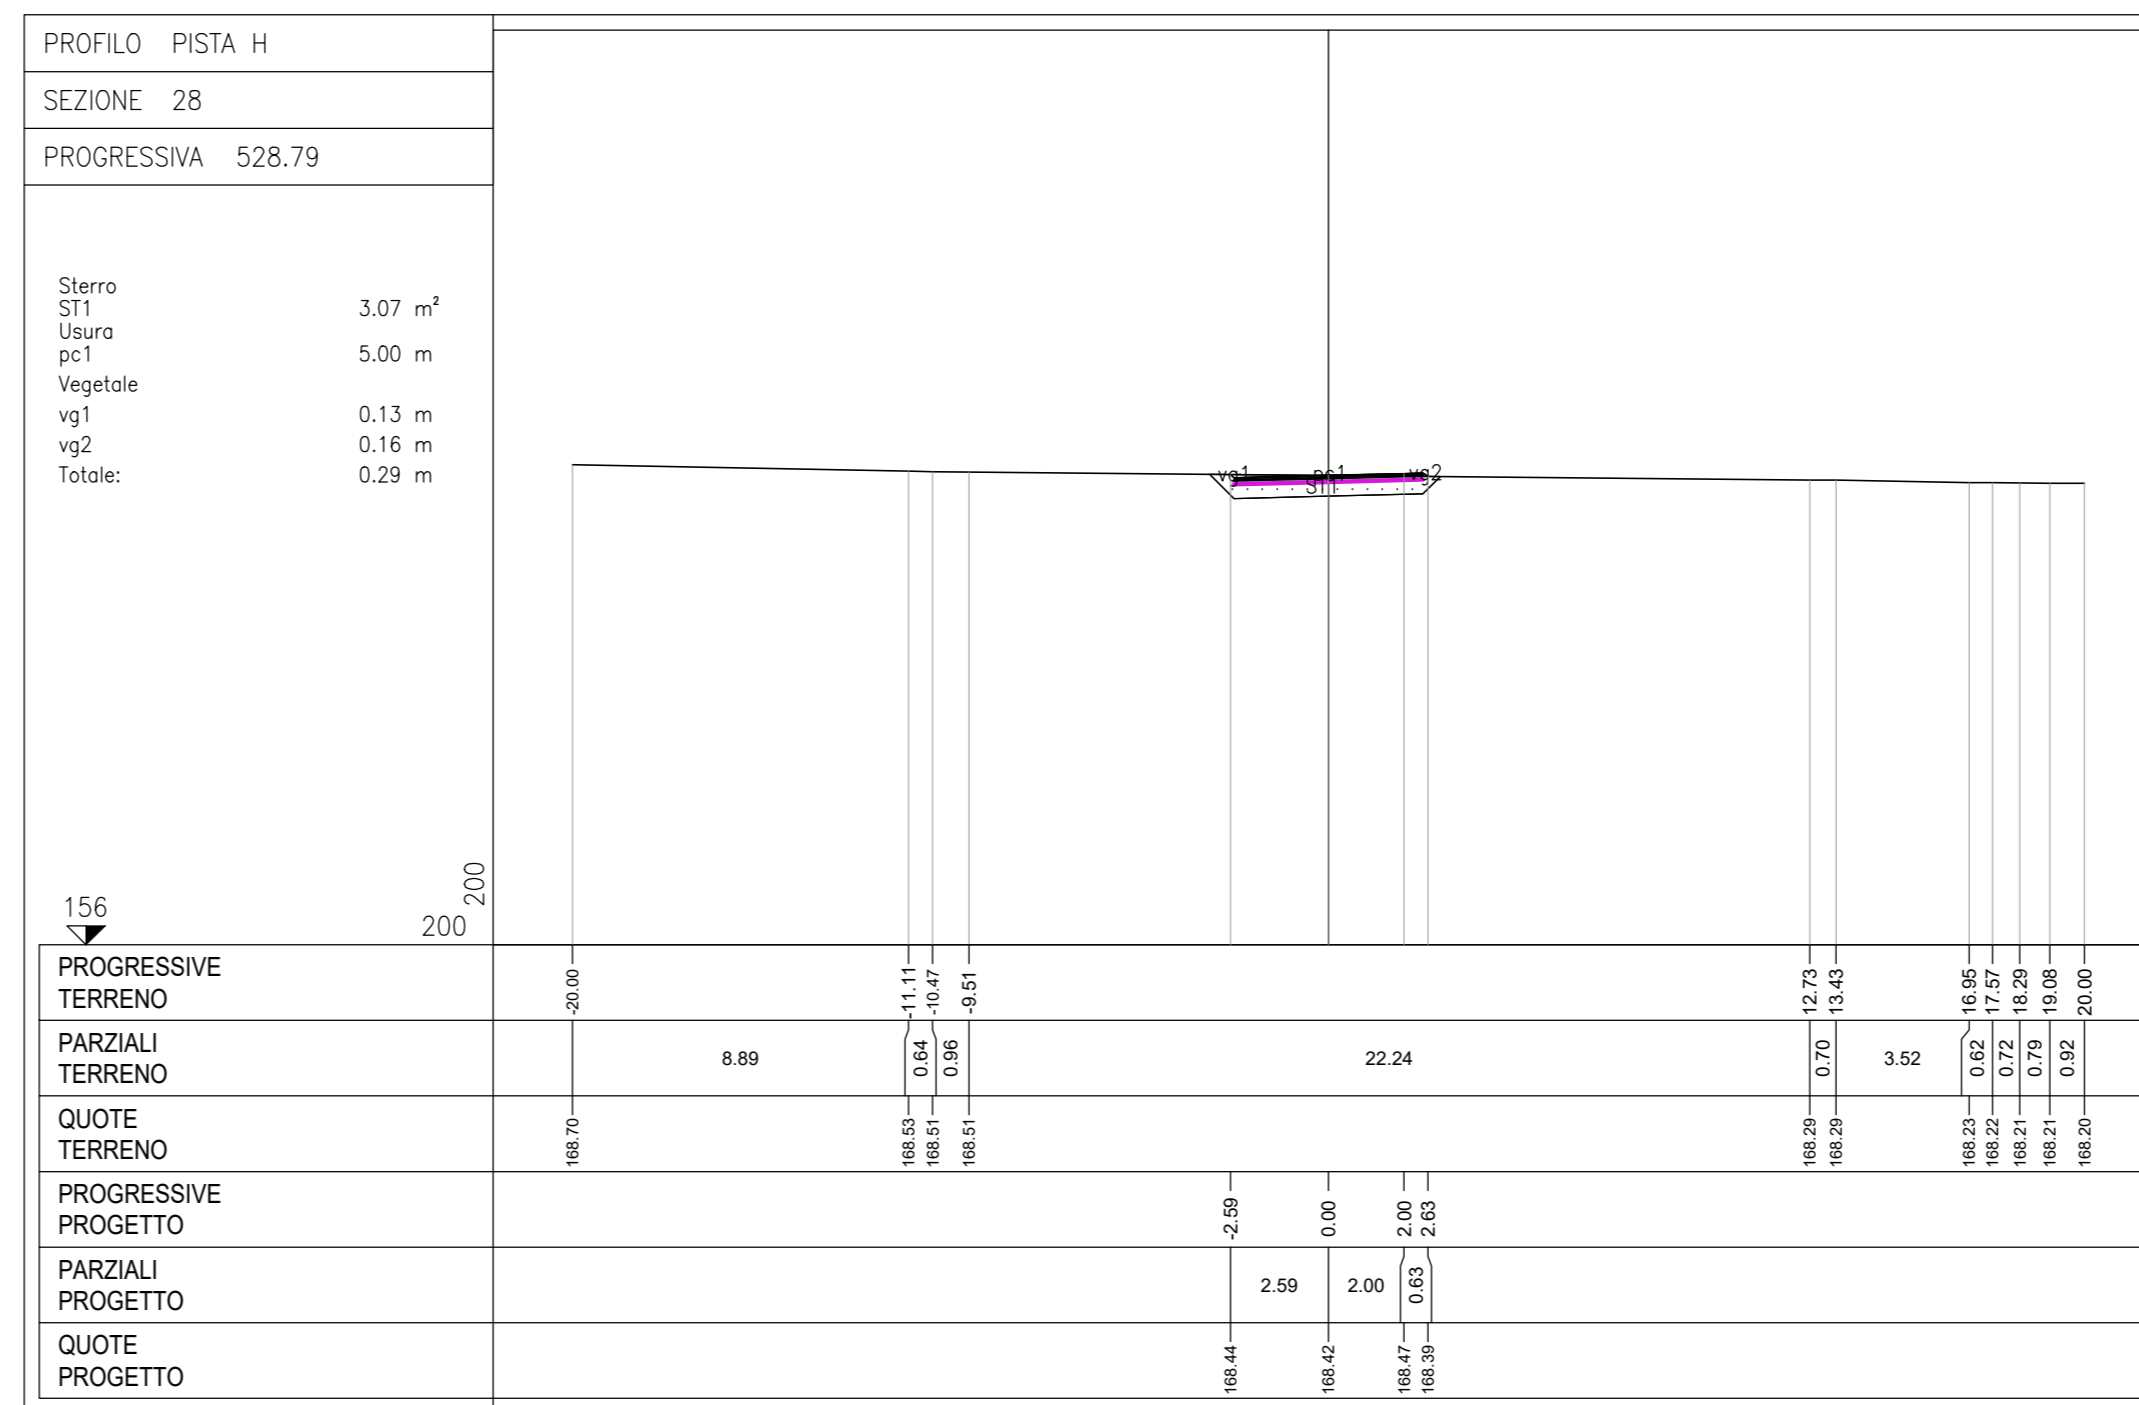 PROFILO PISTA H
SEZIONE 28
PROGRESSIVA 528.79
Sterro
ST1 3.07 m²
Usura
pc1 5.00 m
Vegetale
vg1 0.13 m
vg2 0.16 m
Totale: 0.29 m
vg1 pc1 vg2
ST1
200
156
200
PROGRESSIVE
TERRENO
-20.00 -11.11 -10.47 -9.51 12.73 13.43 16.95 17.57 18.29 19.08 20.00
PARZIALI
TERRENO
8.89 0.64 0.96 22.24 0.70 3.52 0.62 0.72 0.79 0.92
QUOTE
TERRENO
168.70 168.53 168.51 168.51 168.29 168.29 168.23 168.22 168.21 168.21 168.20
PROGRESSIVE
PROGETTO
-2.59 0.00 2.00 2.63
PARZIALI
PROGETTO
2.59 2.00 0.63
QUOTE
PROGETTO
168.44 168.42 168.47 168.39